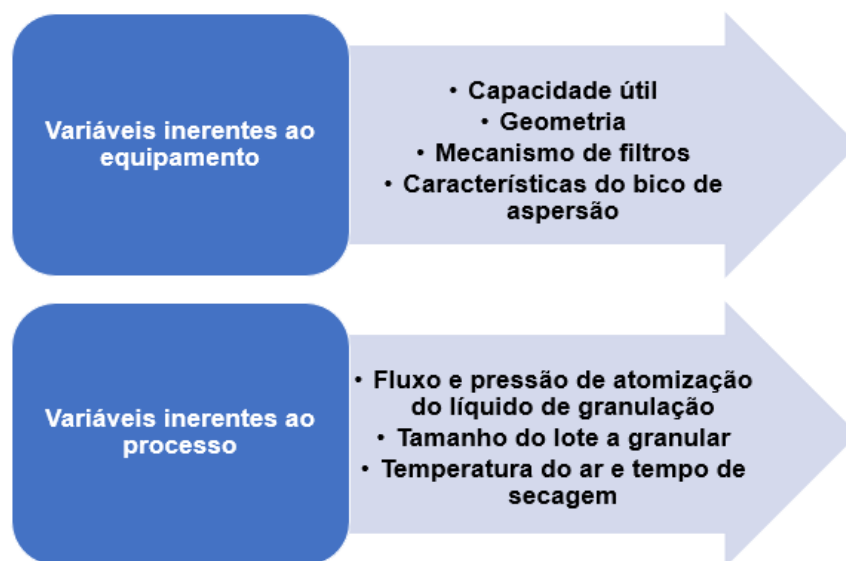 Variáveis inerentes ao
equipamento
• Capacidade útil
• Geometria
• Mecanismo de filtros
• Características do bico de
aspersão
Variáveis inerentes ao
processo
• Fluxo e pressão de atomização
do líquido de granulação
• Tamanho do lote a granular
• Temperatura do ar e tempo de
secagem